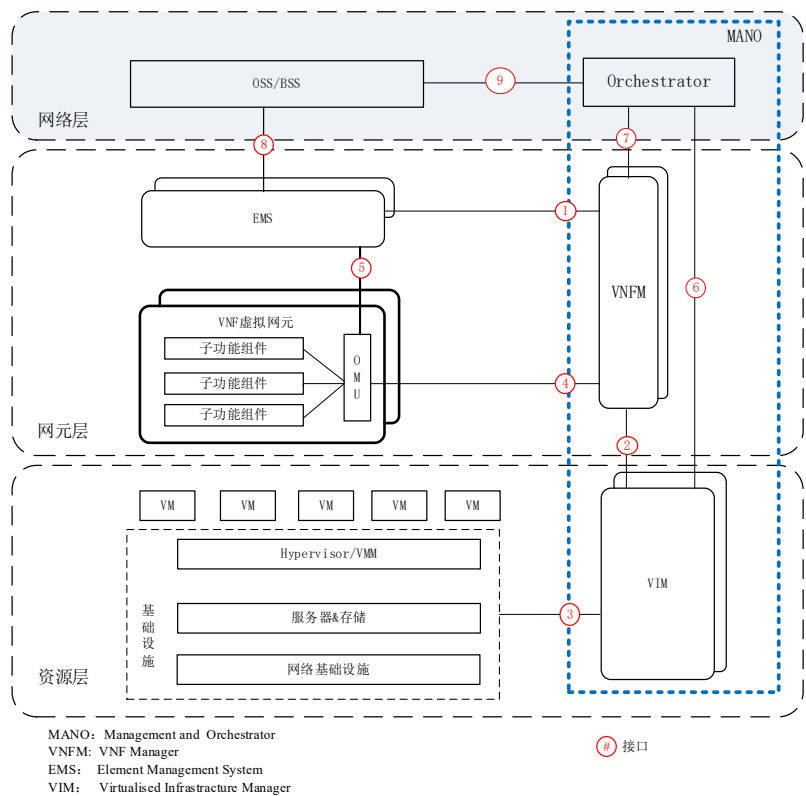 MANO
OSS/BSS
9
Orchestrator
网络层
8
7
EMS
1
5
VNFM
6
VNF虚拟网元
子功能组件
子功能组件
子功能组件
OMU
4
网元层
2
VM
VM
VM
VM
VM
Hypervisor/VMM
VIM
基础设施
服务器&存储
3
网络基础设施
资源层
MANO: Management and Orchestrator
VNFM: VNF Manager
# 接口
EMS: Element Management System
VIM: Virtualised Infrastracture Manager